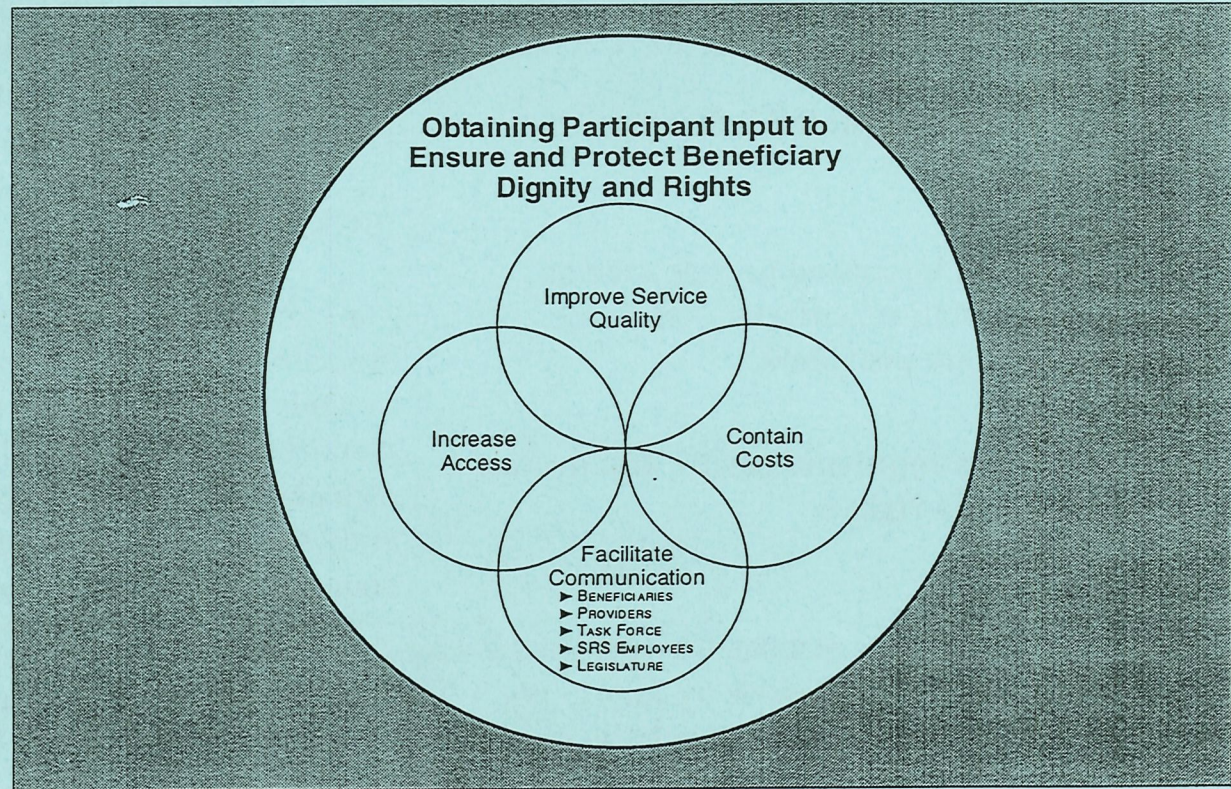 Obtaining Participant Input to
Ensure and Protect Beneficiary
Dignity and Rights
Improve Service
Quality
Increase
Access
Contain
Costs
Facilitate
Communication
➤ BENEFICIARIES
➤ PROVIDERS
➤ TASK FORCE
➤ SRS EMPLOYEES
➤ LEGISLATURE